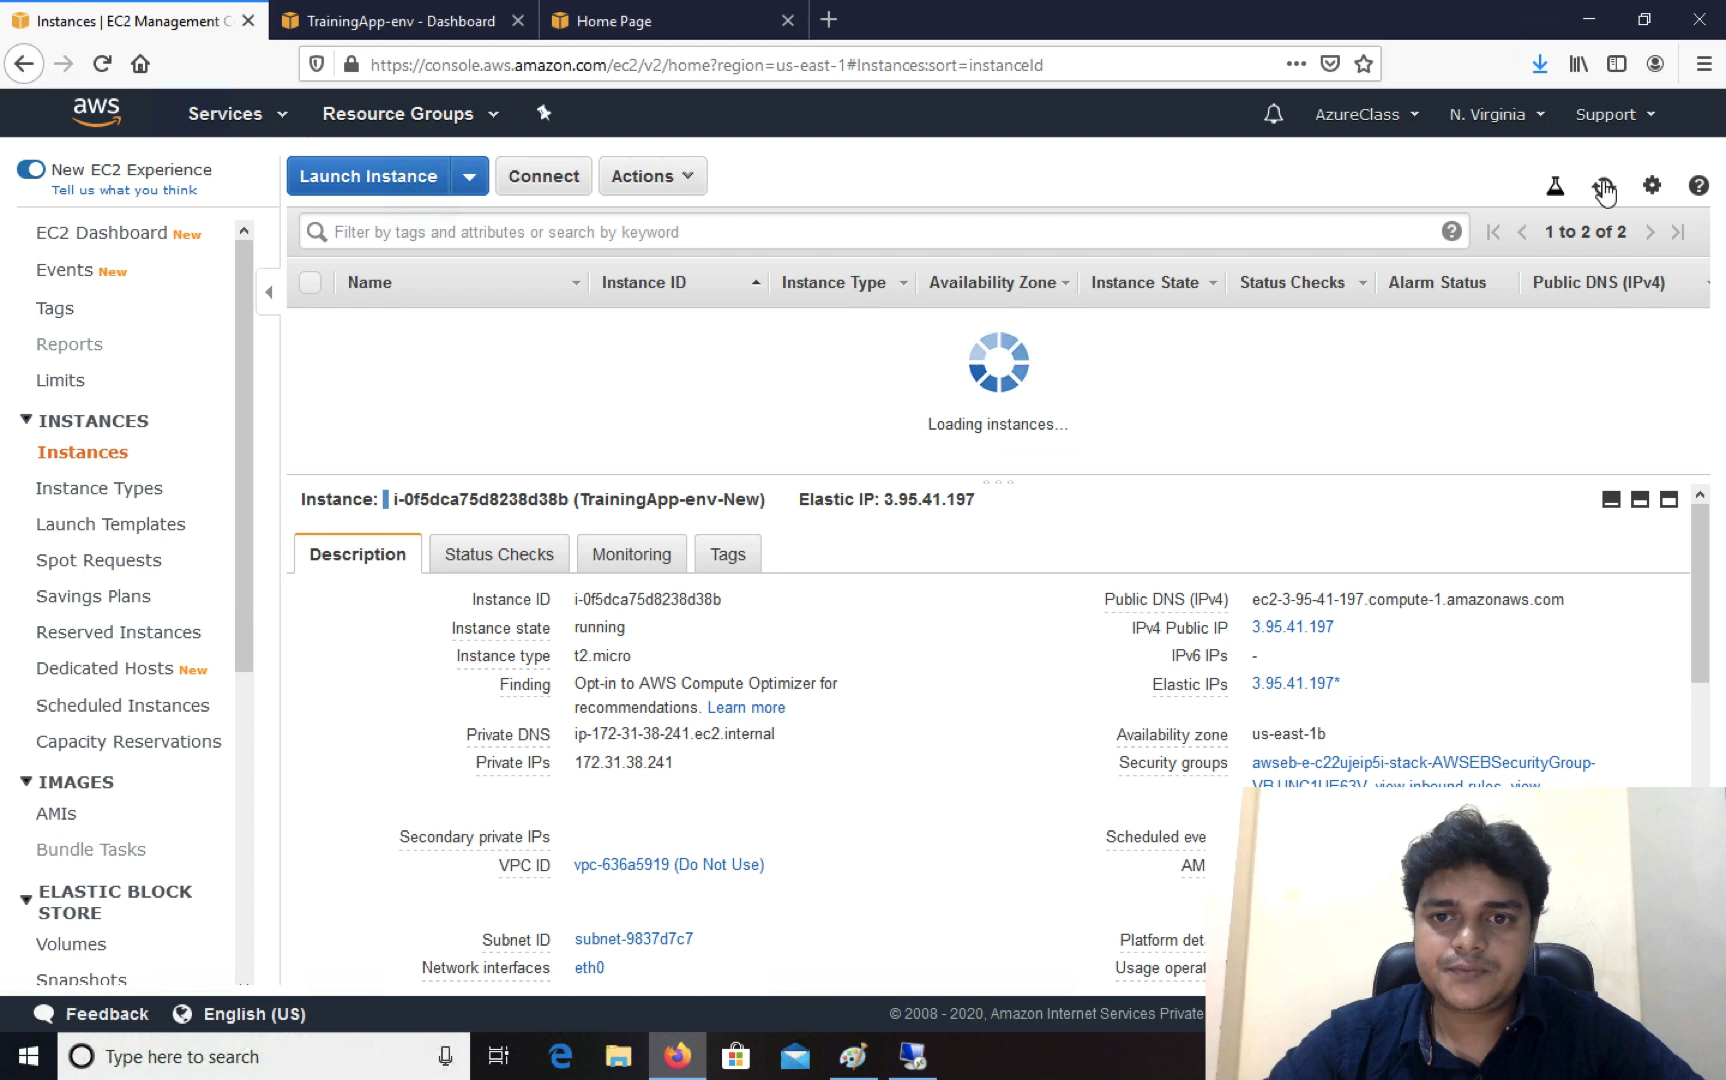 Instances | EC2 Management C
TrainingApp-env - Dashboard
Home Page
https://console.aws.amazon.com/ec2/v2/home?region=us-east-1#Instances:sort=instanceId
aws
Services
Resource Groups
AzureClass
N. Virginia
Support
New EC2 Experience
Tell us what you think
Launch Instance
Connect
Actions
EC2 Dashboard New
Events New
Tags
Reports
Limits
INSTANCES
Instances
Instance Types
Launch Templates
Spot Requests
Savings Plans
Reserved Instances
Dedicated Hosts New
Scheduled Instances
Capacity Reservations
IMAGES
AMIs
Bundle Tasks
ELASTIC BLOCK
STORE
Volumes
Snapshots
Filter by tags and attributes or search by keyword
1 to 2 of 2
Name
Instance ID
Instance Type
Availability Zone
Instance State
Status Checks
Alarm Status
Public DNS (IPv4)
Loading instances...
Instance: i-0f5dca75d8238d38b (TrainingApp-env-New) Elastic IP: 3.95.41.197
Description
Status Checks
Monitoring
Tags
Instance ID i-0f5dca75d8238d38b
Instance state running
Instance type t2.micro
Finding Opt-in to AWS Compute Optimizer for
recommendations. Learn more
Private DNS ip-172-31-38-241.ec2.internal
Private IPs 172.31.38.241
Secondary private IPs
VPC ID vpc-636a5919 (Do Not Use)
Subnet ID subnet-9837d7c7
Network interfaces eth0
Public DNS (IPv4) ec2-3-95-41-197.compute-1.amazonaws.com
IPv4 Public IP 3.95.41.197
IPv6 IPs -
Elastic IPs 3.95.41.197*
Availability zone us-east-1b
Security groups awseb-e-c22ujeip5i-stack-AWSEBSecurityGroup-
view inbound rules. view
Scheduled eve
AM
Platform det
Usage operat
Feedback
English (US)
© 2008 - 2020, Amazon Internet Services Private
Type here to search